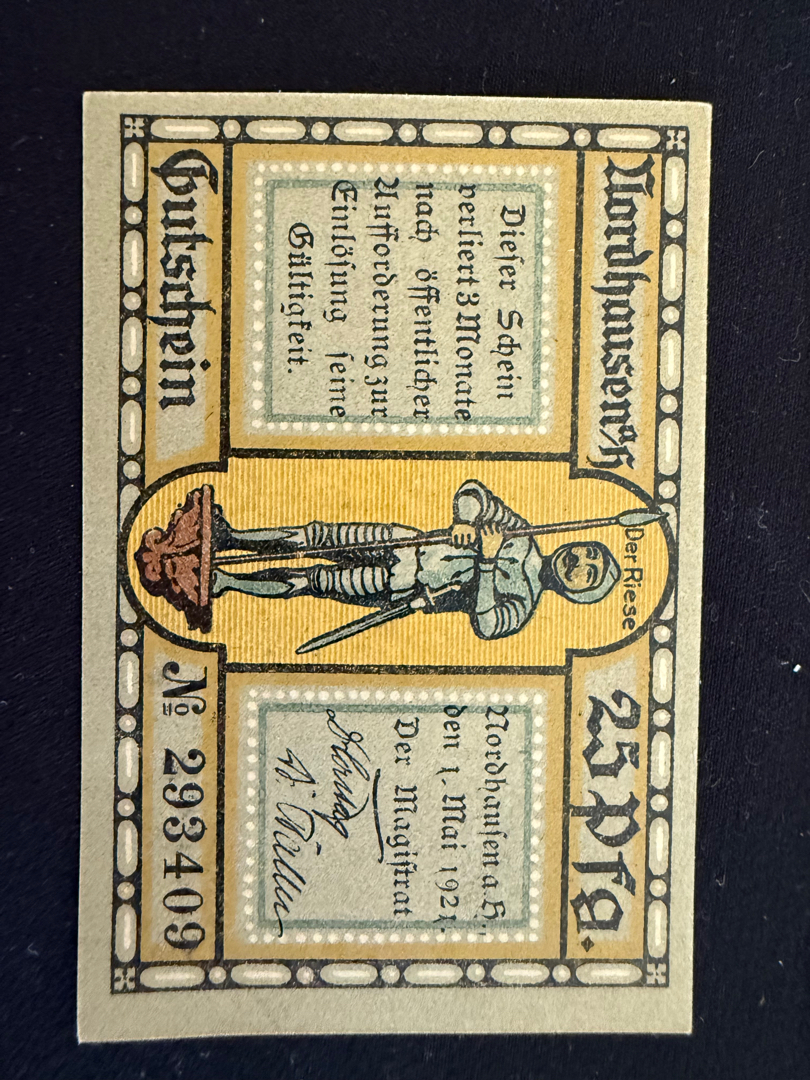 Nordhausen a/H
25 Pfg.
Der Riese
Dieser Schein
verliert 3 Monate
nach öffentlicher
Aufforderung zur
Einlösung seine
Gültigkeit.
Nordhausen a. H.,
den 1. Mai 1921.
Der Magistrat
Gutschein
№ 293409